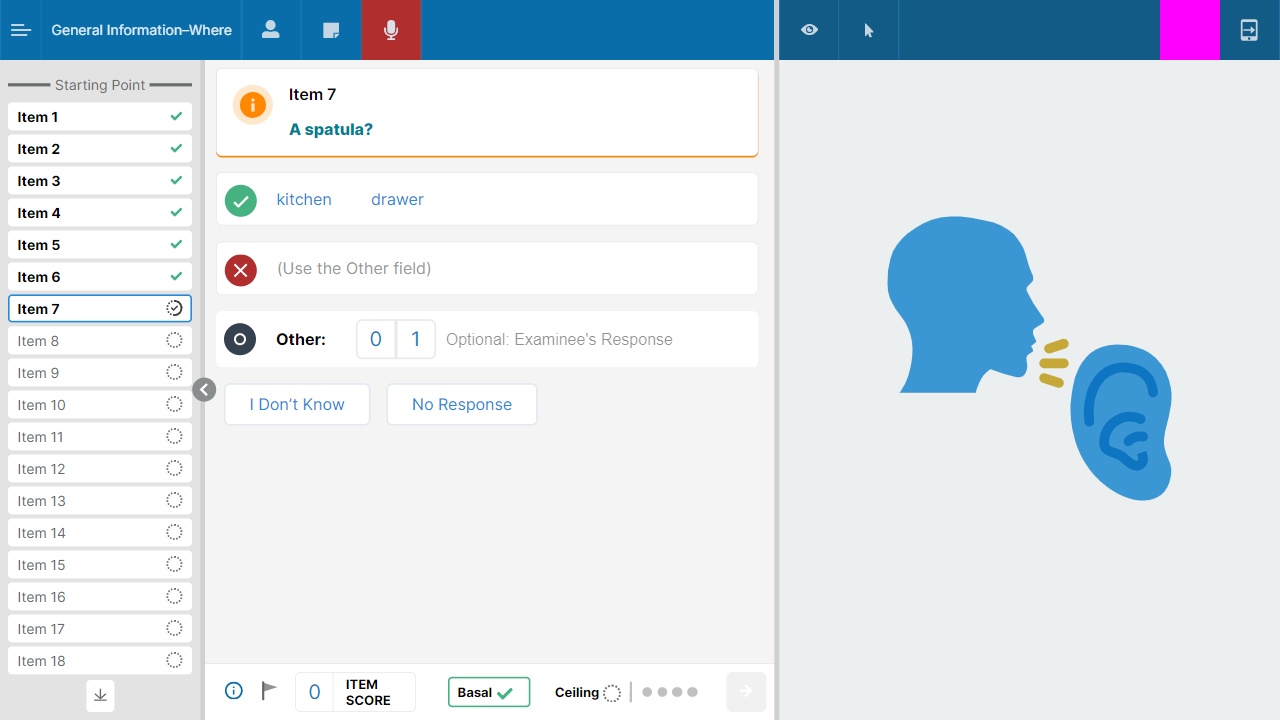 General Information–Where
Starting Point
Item 1
Item 2
Item 3
Item 4
Item 5
Item 6
Item 7
Item 8
Item 9
Item 10
Item 11
Item 12
Item 13
Item 14
Item 15
Item 16
Item 17
Item 18
Item 7
A spatula?
kitchen drawer
(Use the Other field)
Other: 0 1 Optional: Examinee's Response
I Don't Know No Response
0 ITEM SCORE Basal Ceiling